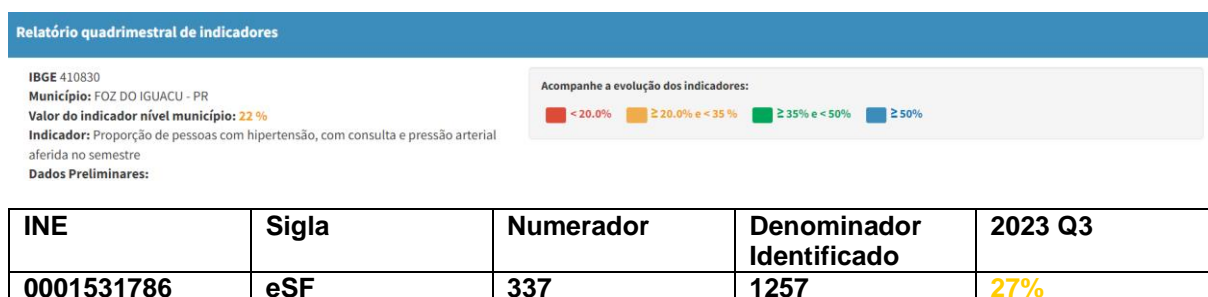 Relatório quadrimestral de indicadores
IBGE 410830
Município: FOZ DO IGUACU - PR
Valor do indicador nível município: 22 %
Indicador: Proporção de pessoas com hipertensão, com consulta e pressão arterial
aferida no semestre
Dados Preliminares:
Acompanhe a evolução dos indicadores:
< 20.0% ≥ 20.0% e < 35 % ≥ 35% e < 50% ≥ 50%
INE Sigla Numerador Denominador Identificado 2023 Q3
0001531786 eSF 337 1257 27%